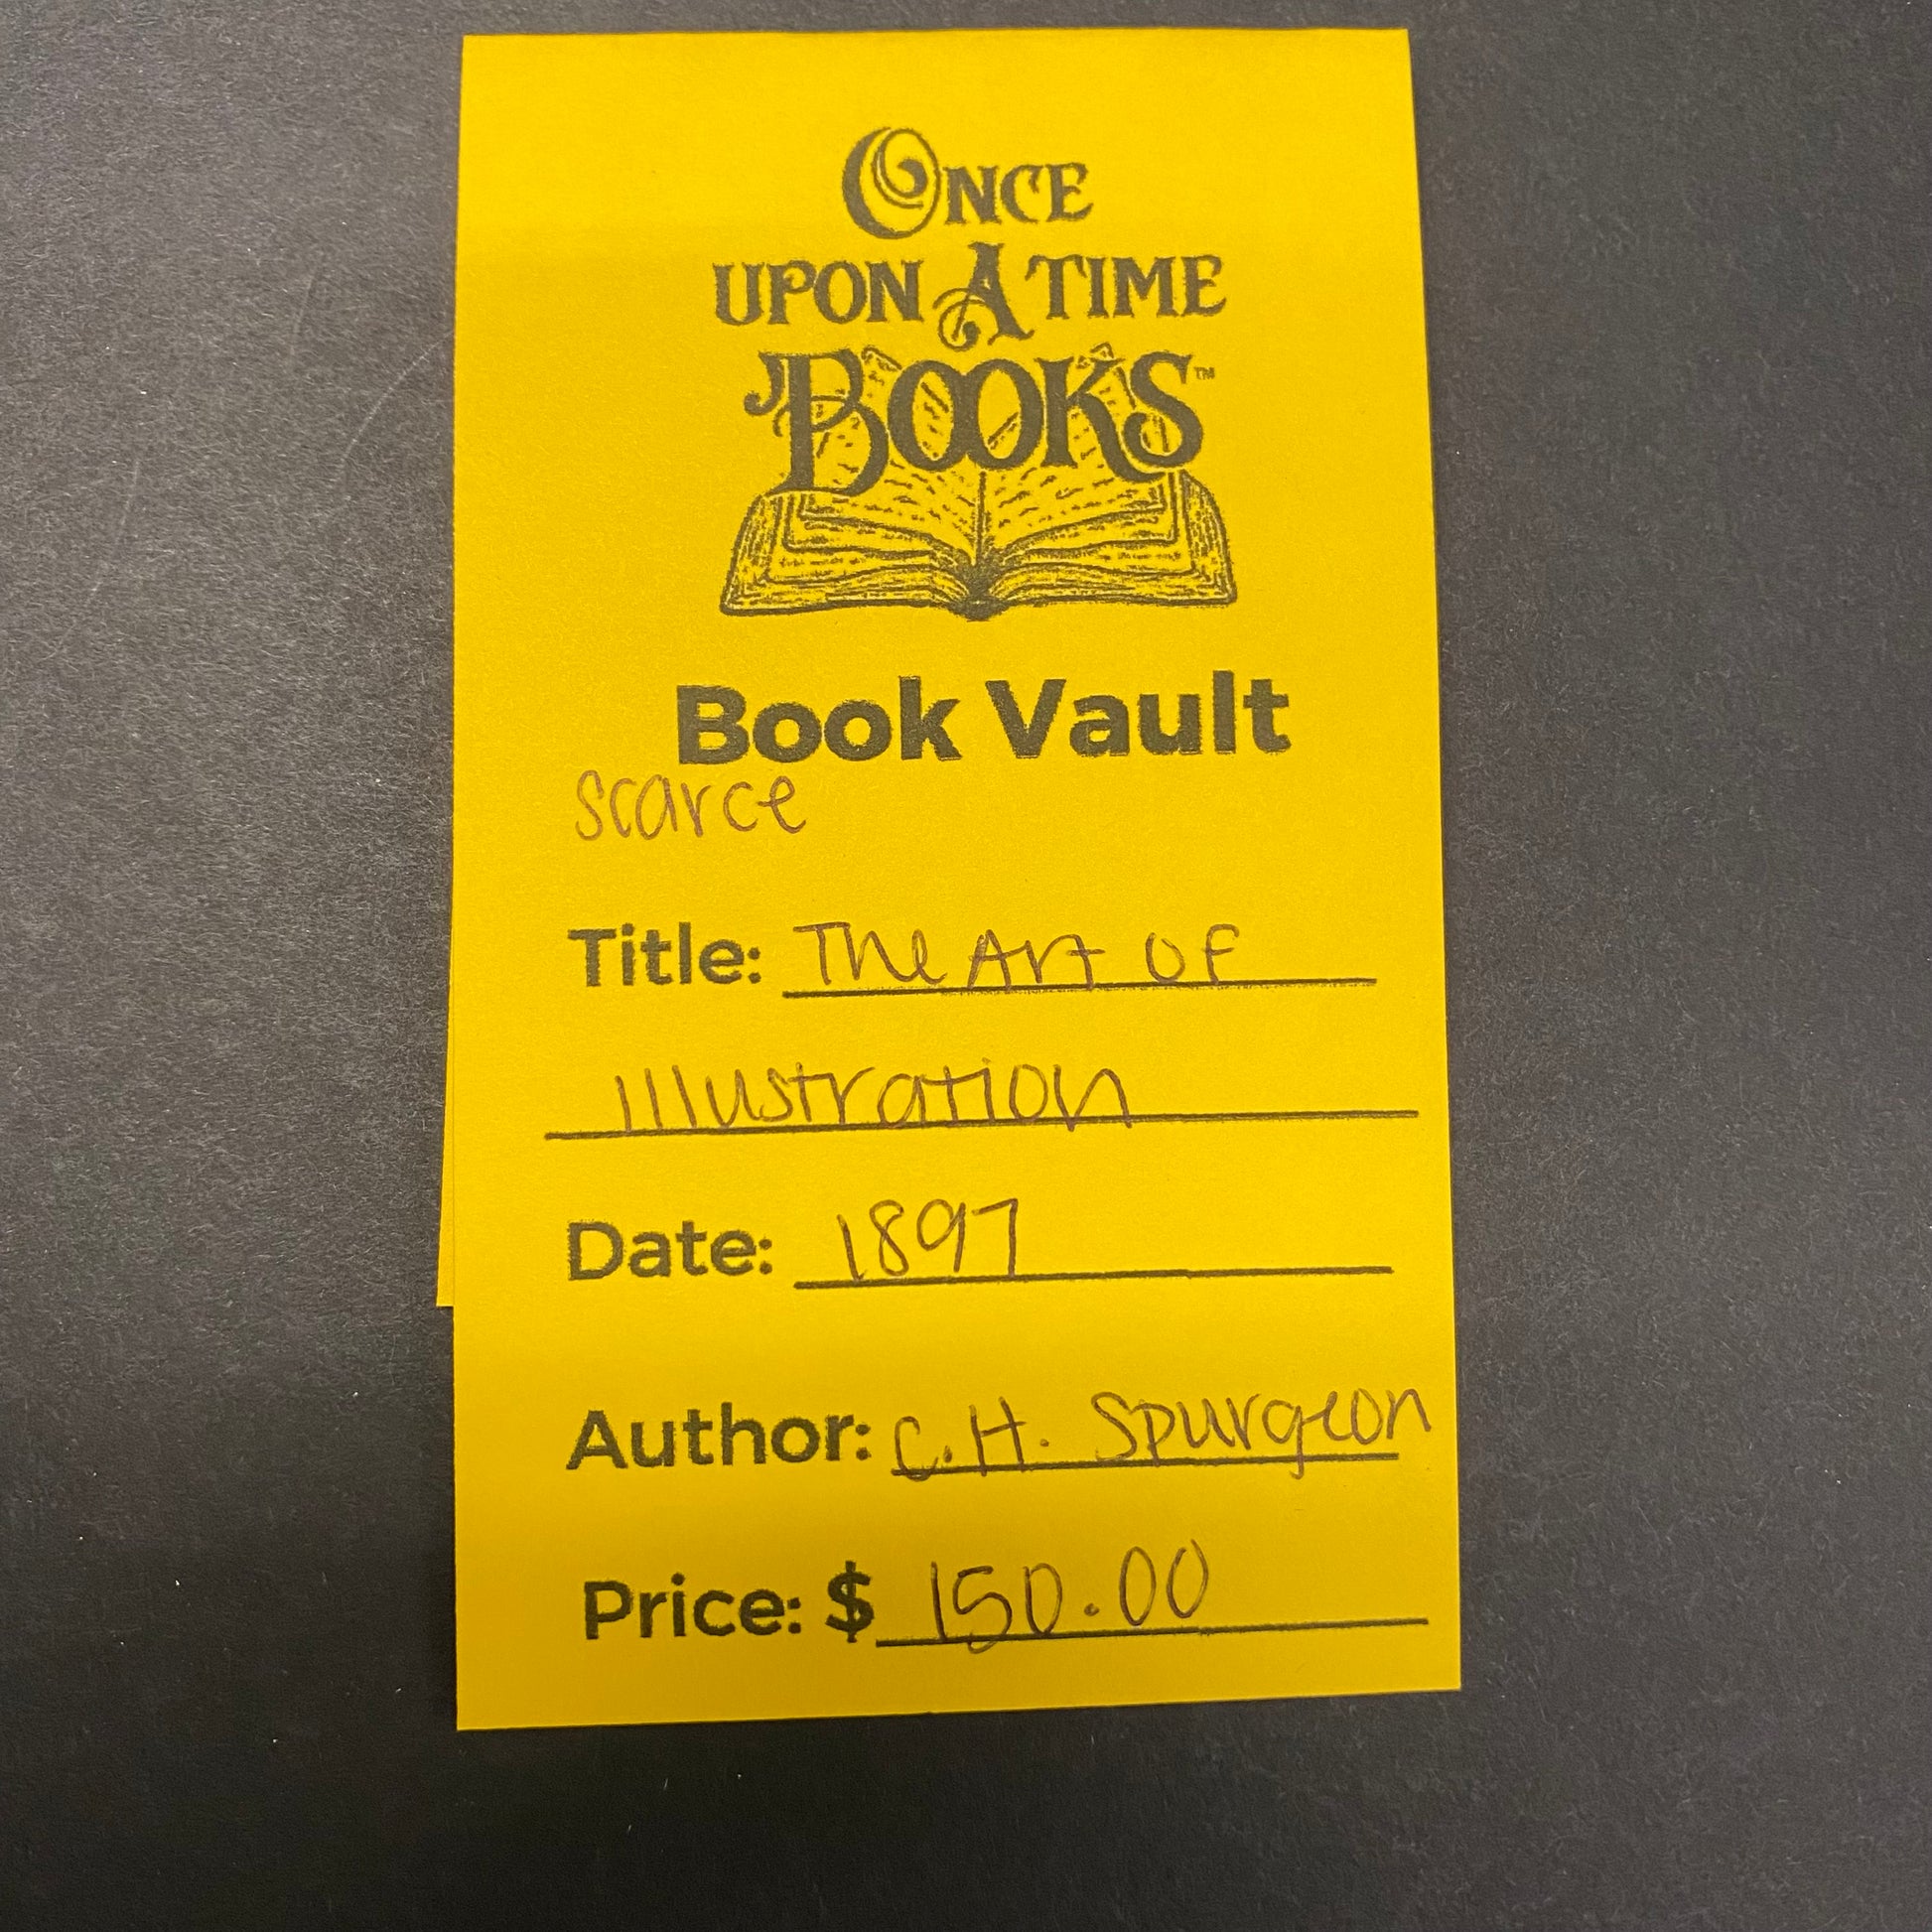 ONCE
UPON A TIME
BOOKS™
Book Vault
scarce
Title: The Art of
Illustration
Date: 1897
Author: C.H. Spurgeon
Price: $ 150.00